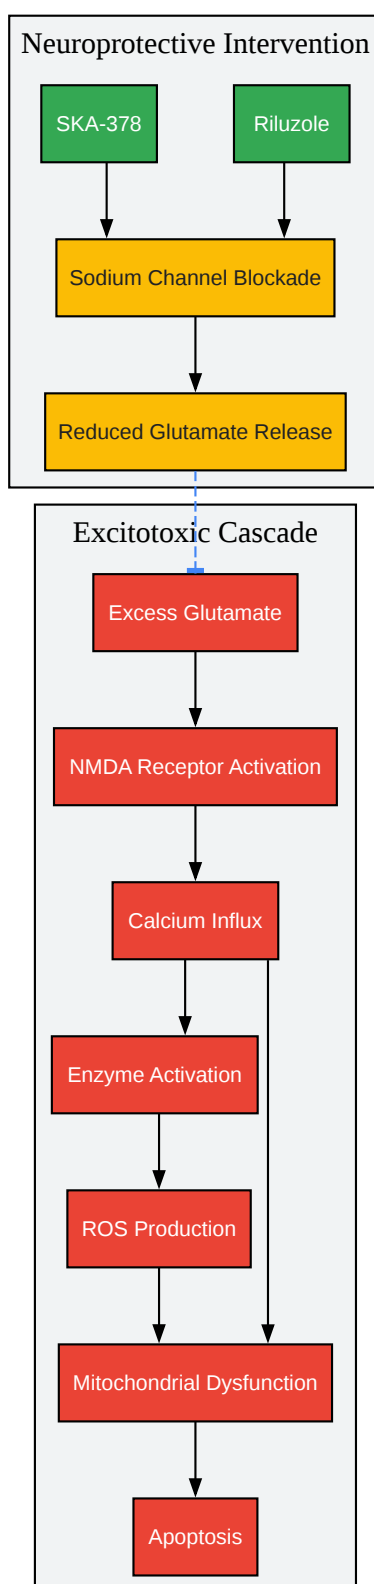 Neuroprotective Intervention
SKA-378
Riluzole
Sodium Channel Blockade
Reduced Glutamate Release
Excitotoxic Cascade
Excess Glutamate
NMDA Receptor Activation
Calcium Influx
Enzyme Activation
ROS Production
Mitochondrial Dysfunction
Apoptosis